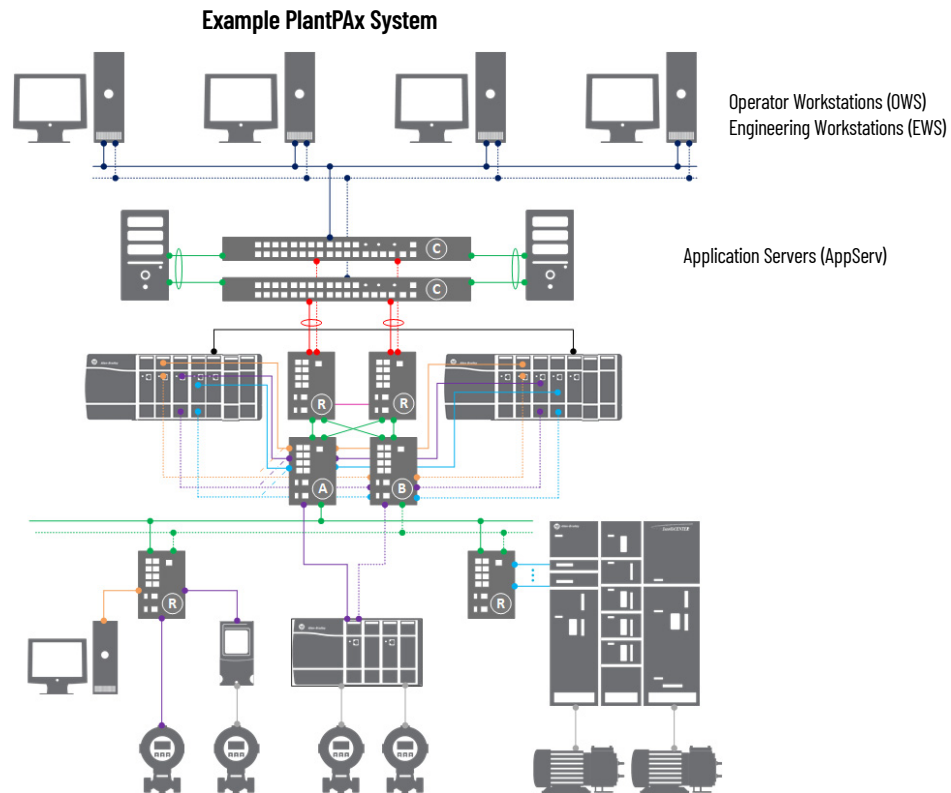 Example PlantPAx System
Operator Workstations (OWS)
Engineering Workstations (EWS)
C
Application Servers (AppServ)
C
R
R
A
B
R
R